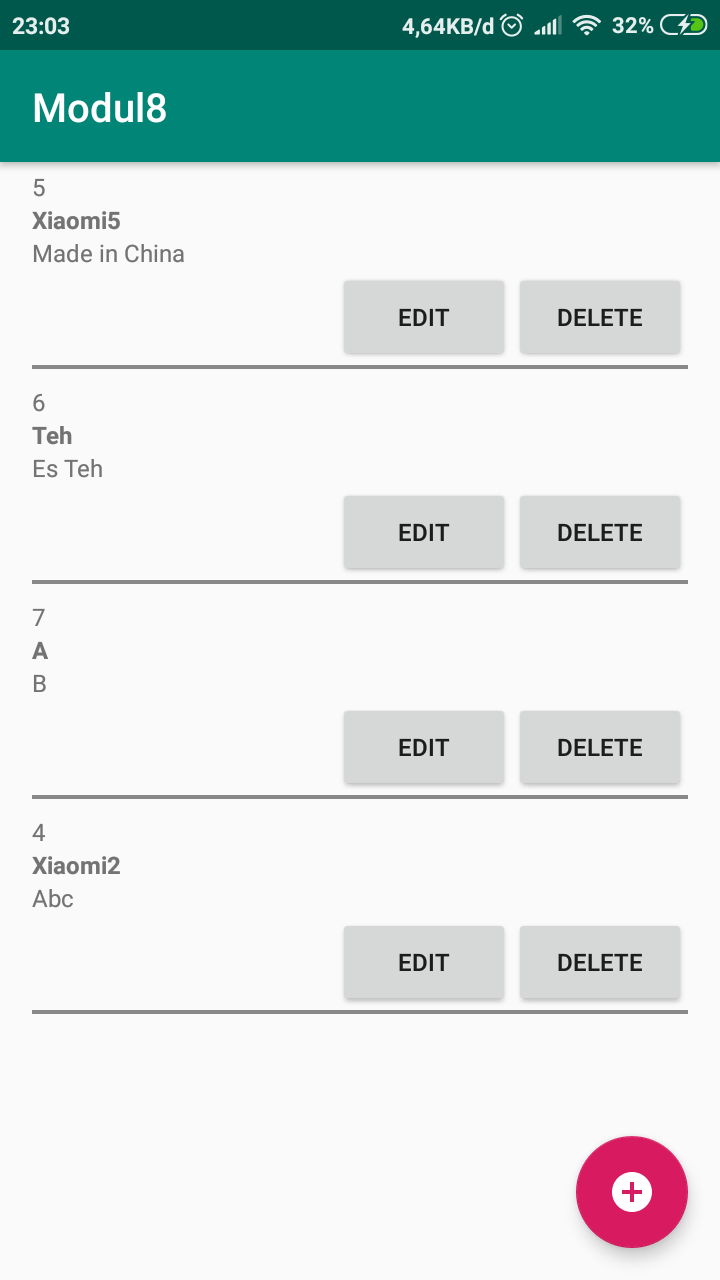 23:03 4,64KB/d 32%
Modul8
5
Xiaomi5
Made in China
EDIT DELETE
6
Teh
Es Teh
EDIT DELETE
7
A
B
EDIT DELETE
4
Xiaomi2
Abc
EDIT DELETE